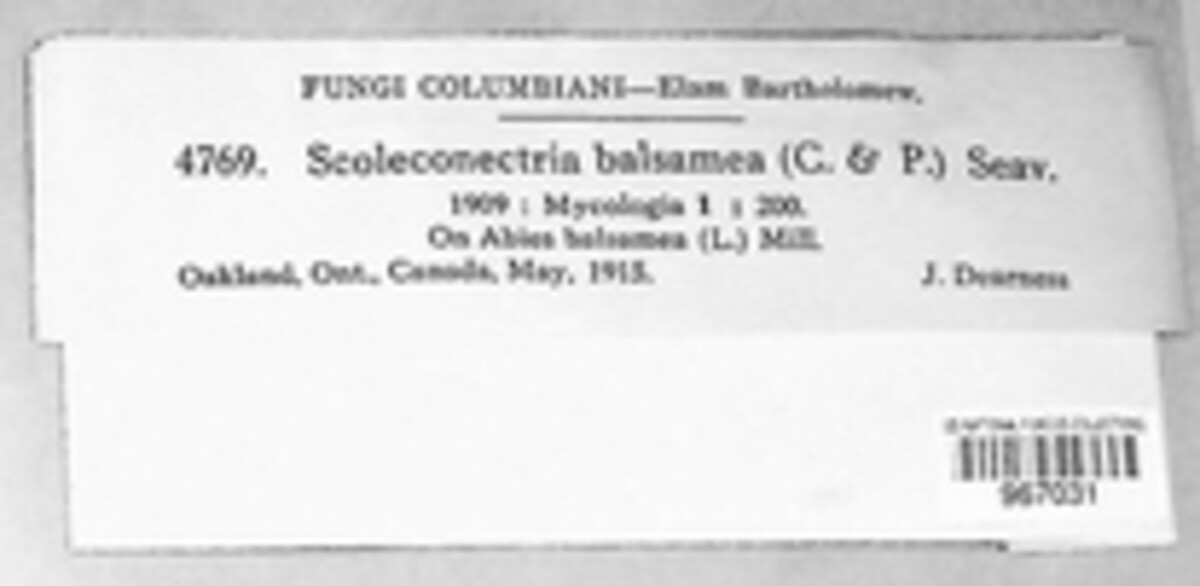 FUNGI COLUMBIANI—Elam Bartholomew.
4769. Scoleconectria balsamea (C. & P.) Seav.
1909 : Mycologia 1 : 200.
On Abies balsamea (L.) Mill.
Oakland, Ont., Canada, May, 1915. J. Dearness
967031